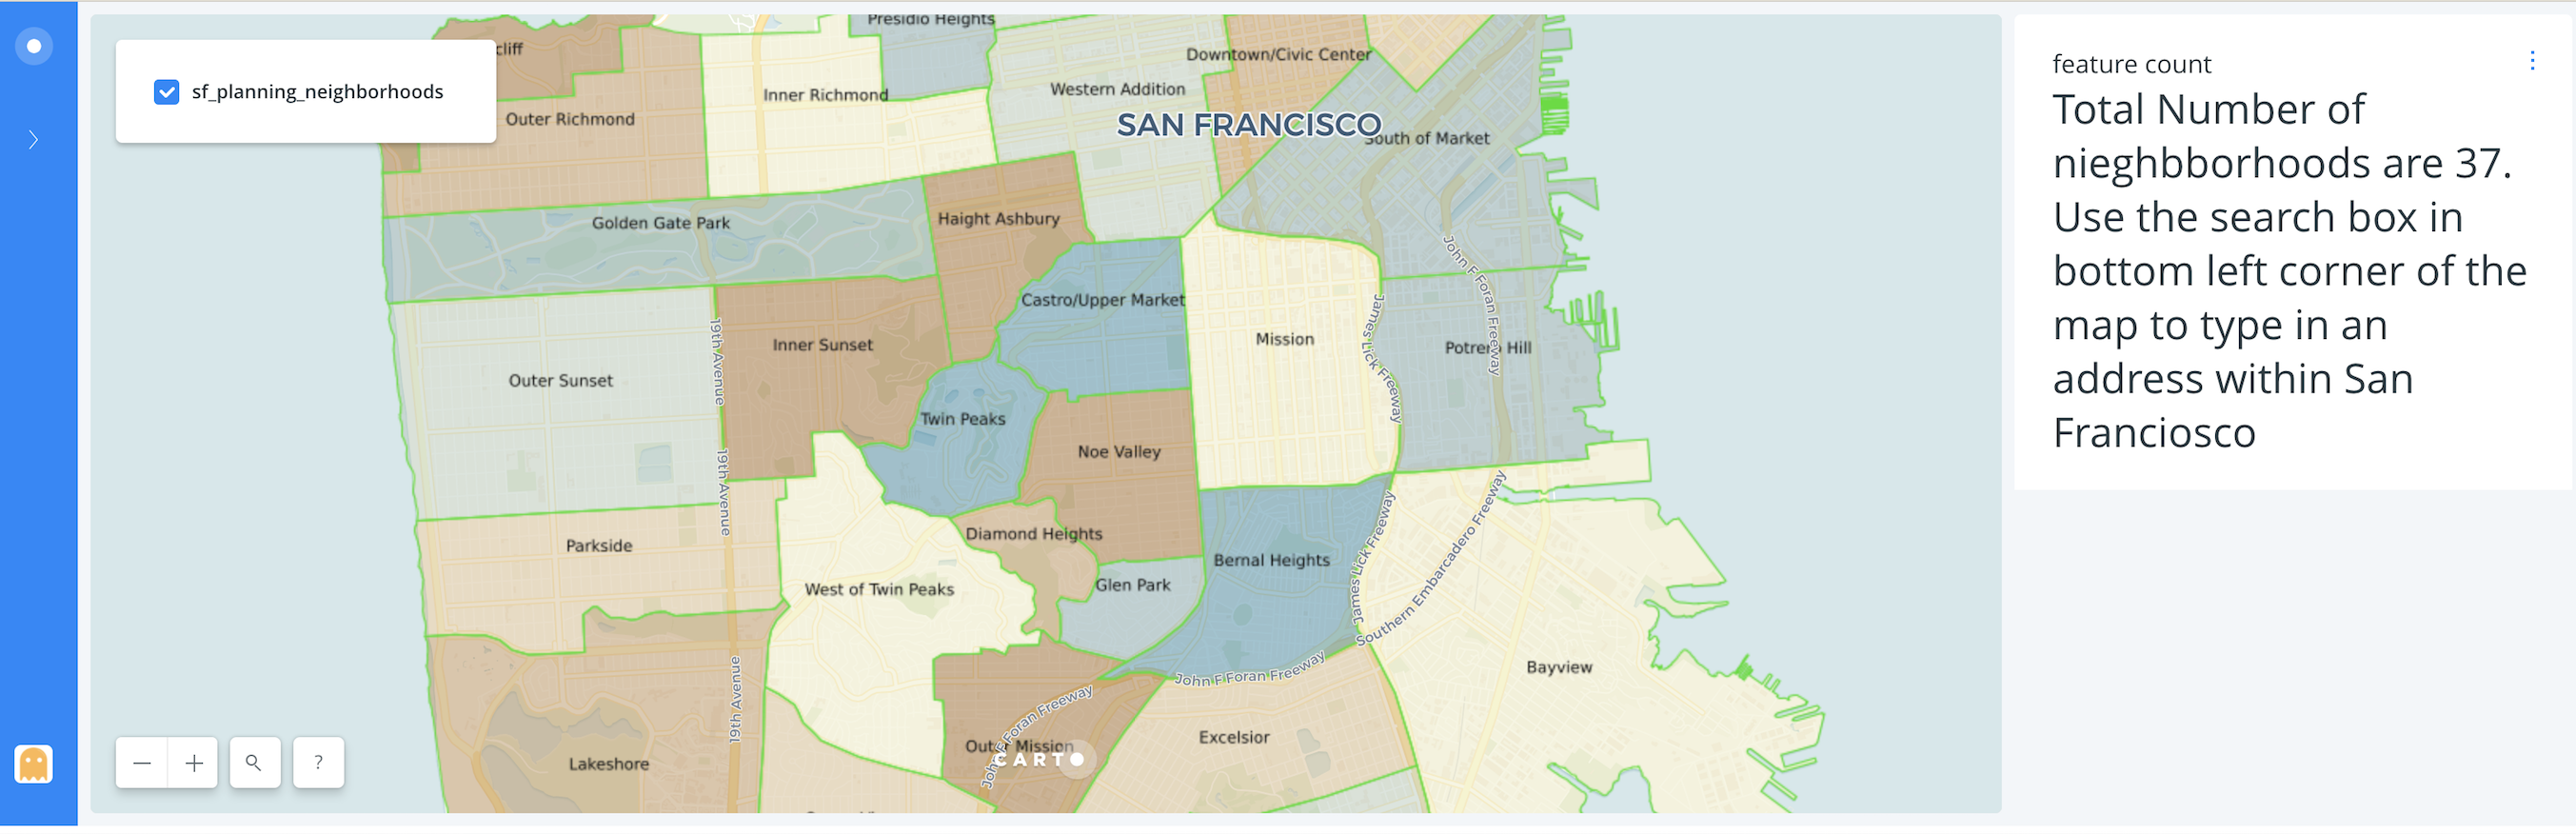 Presidio Heights
cliff
Downtown/Civic Center
sf_planning_neighborhoods
Inner Richmond
Western Addition
Outer Richmond
SAN FRANCISCO
South of Market
Golden Gate Park
Haight Ashbury
John F Foran Freeway
Castro/Upper Market
James Lick Freeway
19th Avenue
Inner Sunset
Mission
Potrero Hill
Outer Sunset
Twin Peaks
Noe Valley
19th Avenue
Diamond Heights
Parkside
Bernal Heights
James Lick Freeway
Southern Embarcadero Freeway
West of Twin Peaks
Glen Park
Bayview
John F Foran Freeway
19th Avenue
John F Foran Freeway
Excelsior
Outer Mission
CARTO
Lakeshore
?
feature count
Total Number of
nieghbborhoods are 37.
Use the search box in
bottom left corner of the
map to type in an
address within San
Franciosco